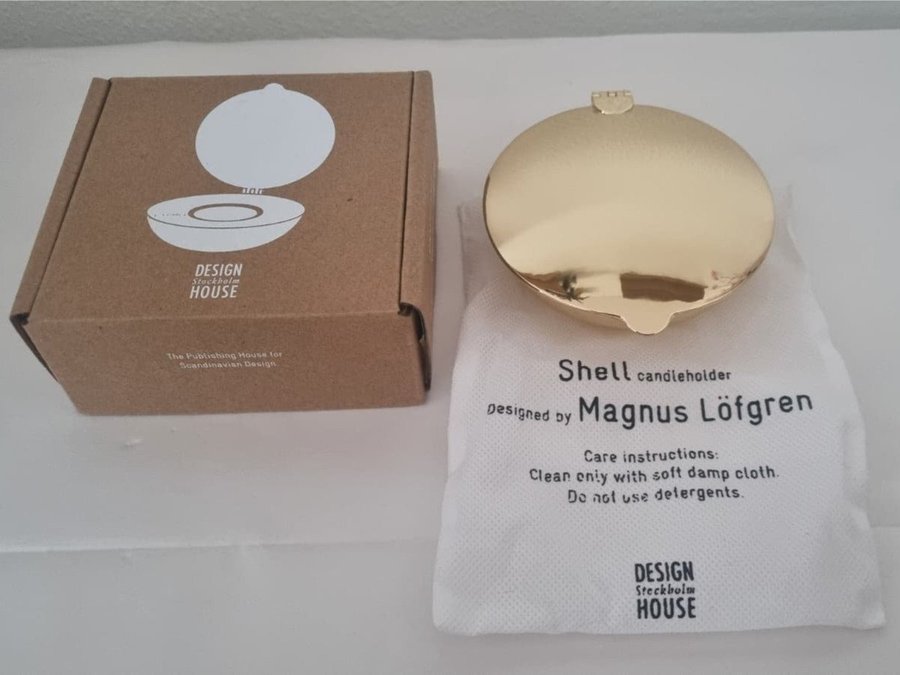 DESIGN
Stockholm
HOUSE
The Publishing House for
Scandinavian Design.
Shell candleholder
Designed by Magnus Löfgren
Care instructions:
Clean only with soft damp cloth.
Do not use detergents.
DESIGN
Stockholm
HOUSE